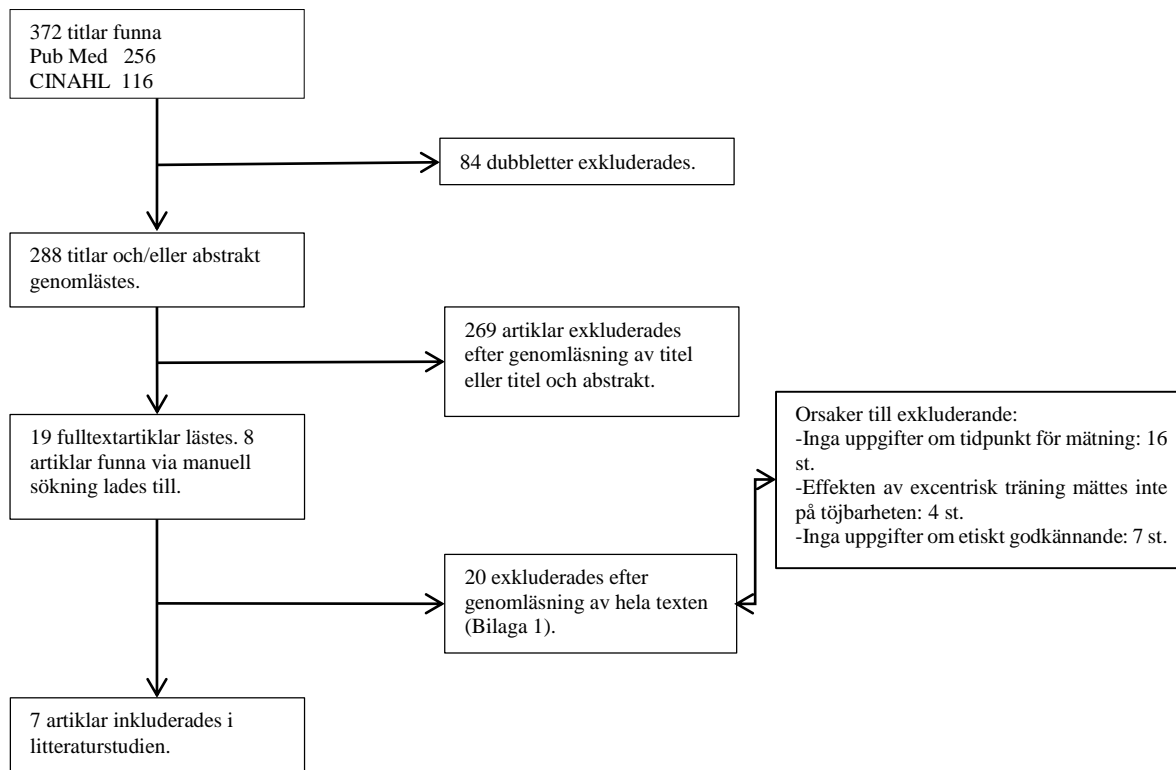 372 titlar funna
Pub Med 256
CINAHL 116
84 dubbletter exkluderades.
288 titlar och/eller abstrakt
genomlästes.
269 artiklar exkluderades
efter genomläsning av titel
eller titel och abstrakt.
19 fulltextartiklar lästes. 8
artiklar funna via manuell
sökning lades till.
Orsaker till exkluderande:
-Inga uppgifter om tidpunkt för mätning: 16
st.
-Effekten av excentrisk träning mättes inte
på töjbarheten: 4 st.
-Inga uppgifter om etiskt godkännande: 7 st.
20 exkluderades efter
genomläsning av hela texten
(Bilaga 1).
7 artiklar inkluderades i
litteraturstudien.